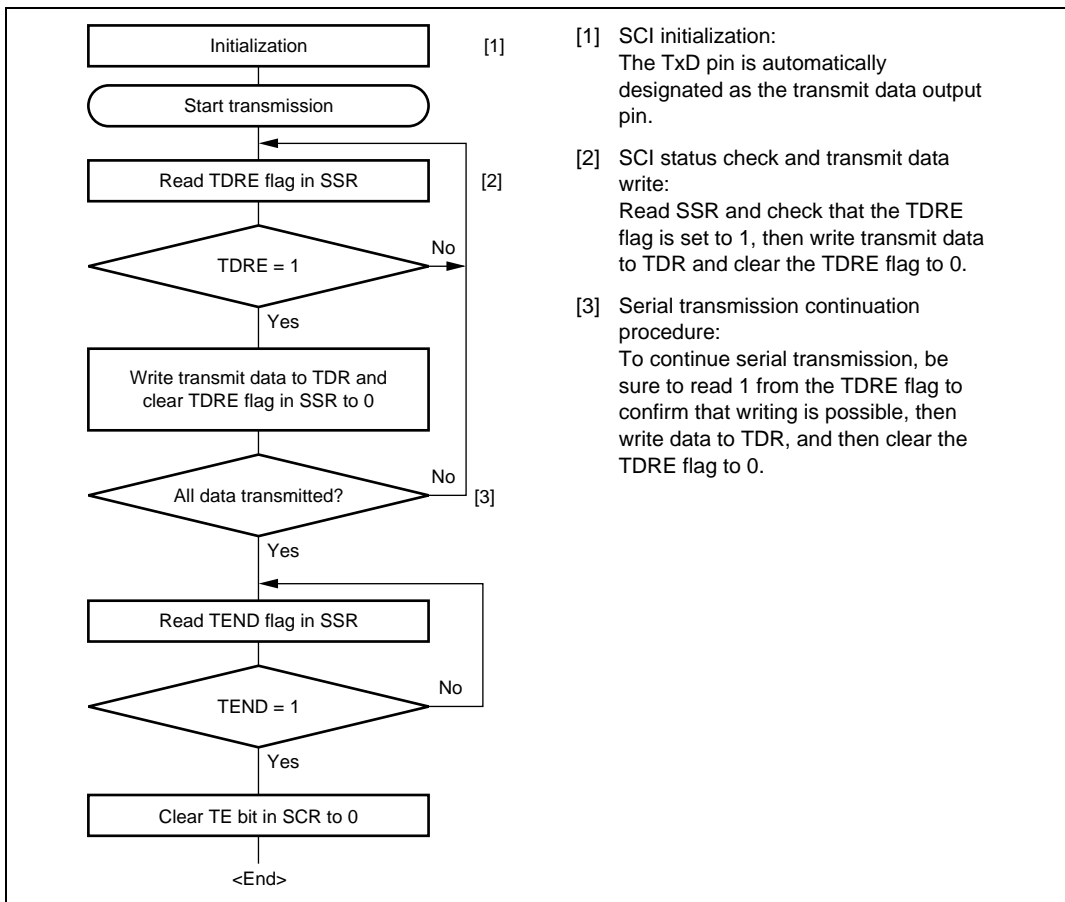 Initialization
[1]
Start transmission
Read TDRE flag in SSR
[2]
TDRE = 1
No
Yes
Write transmit data to TDR and
clear TDRE flag in SSR to 0
All data transmitted?
No
[3]
Yes
Read TEND flag in SSR
TEND = 1
No
Yes
Clear TE bit in SCR to 0
<End>
[1] SCI initialization:
The TxD pin is automatically
designated as the transmit data output
pin.
[2] SCI status check and transmit data
write:
Read SSR and check that the TDRE
flag is set to 1, then write transmit data
to TDR and clear the TDRE flag to 0.
[3] Serial transmission continuation
procedure:
To continue serial transmission, be
sure to read 1 from the TDRE flag to
confirm that writing is possible, then
write data to TDR, and then clear the
TDRE flag to 0.